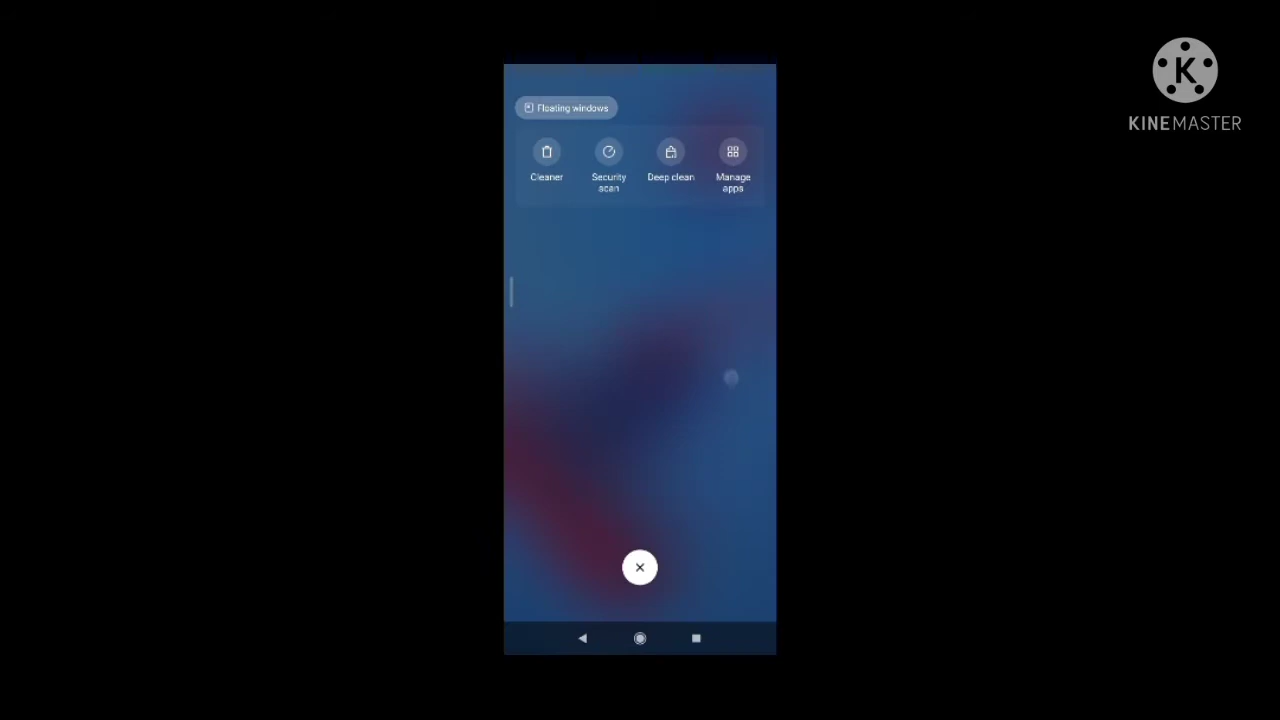 Floating windows
Cleaner
Security scan
Deep clean
Manage apps
K
KINEMASTER